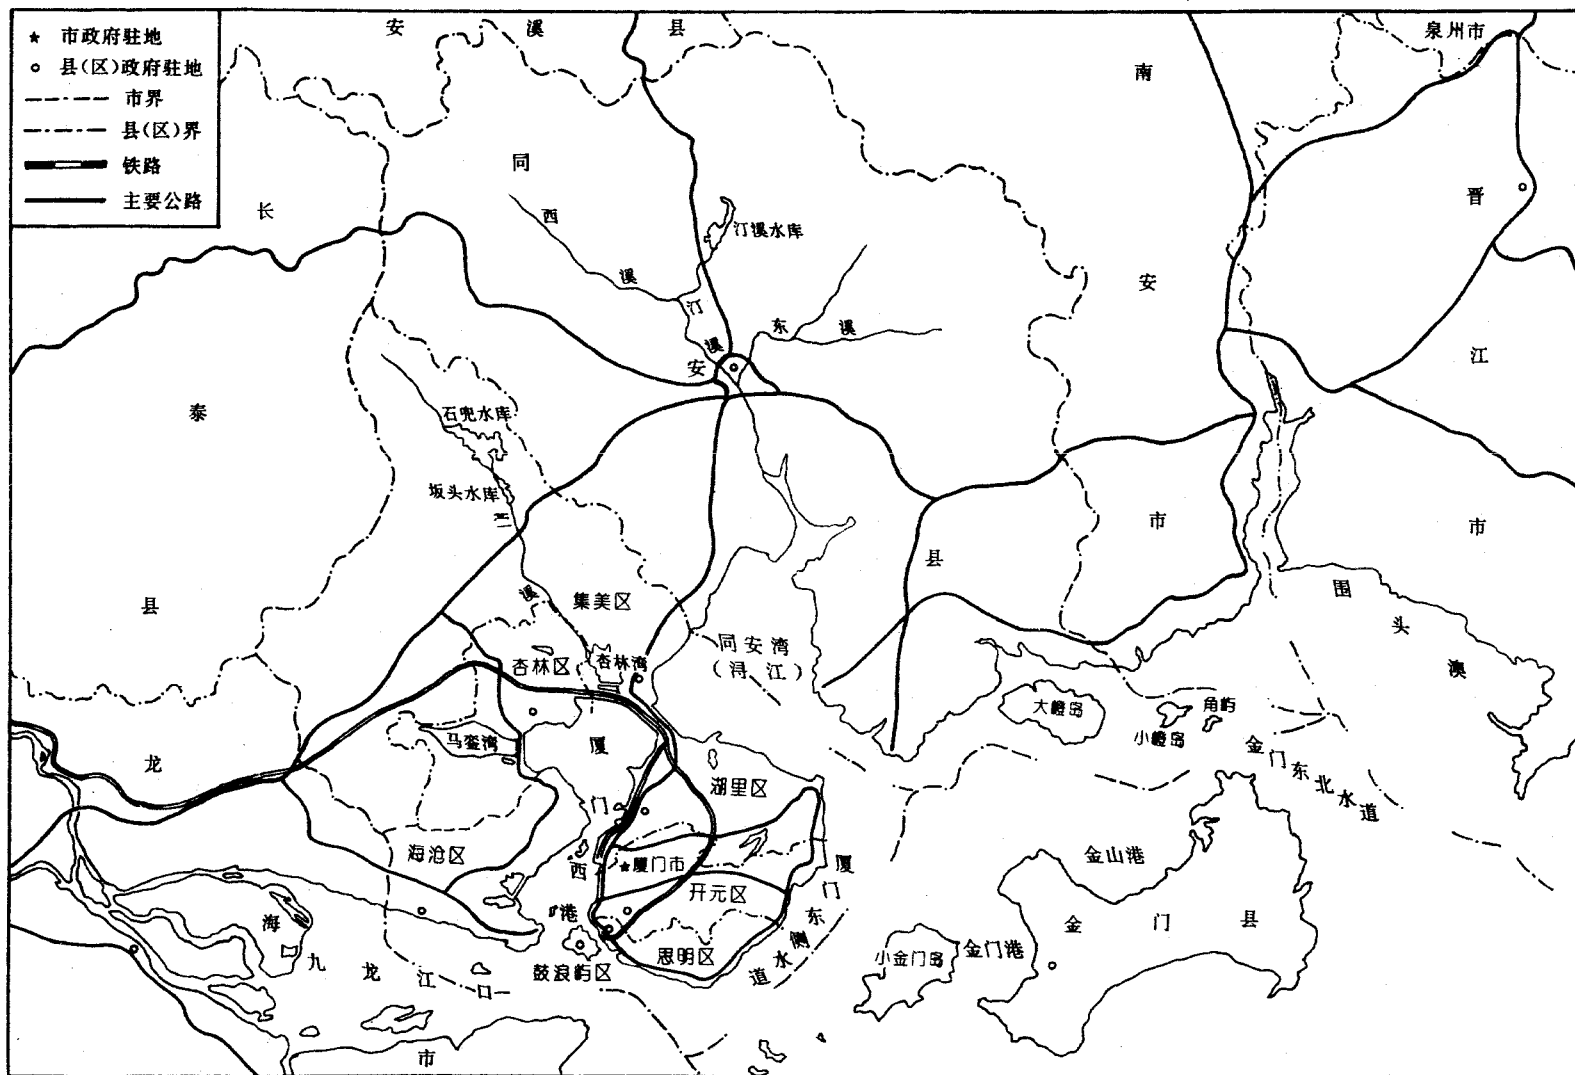 市政府驻地
县(区)政府驻地
市界
县(区)界
铁路
主要公路
安溪县
泉州市
南安市
同安县
长泰县
晋江市
西溪
汀溪水库
汀溪
东溪
石兜水库
坂头水库
溪
集美区
同安湾
(浔江)
杏林区
杏林湾
围头澳
大嶝岛
角屿
小嶝岛
金门东北水道
马銮湾
厦门西港
湖里区
海沧区
厦门市
开元区
思明区
鼓浪屿区
厦门东侧水道
金山港
金门县
小金门岛
金门港
龙海市
九龙江口